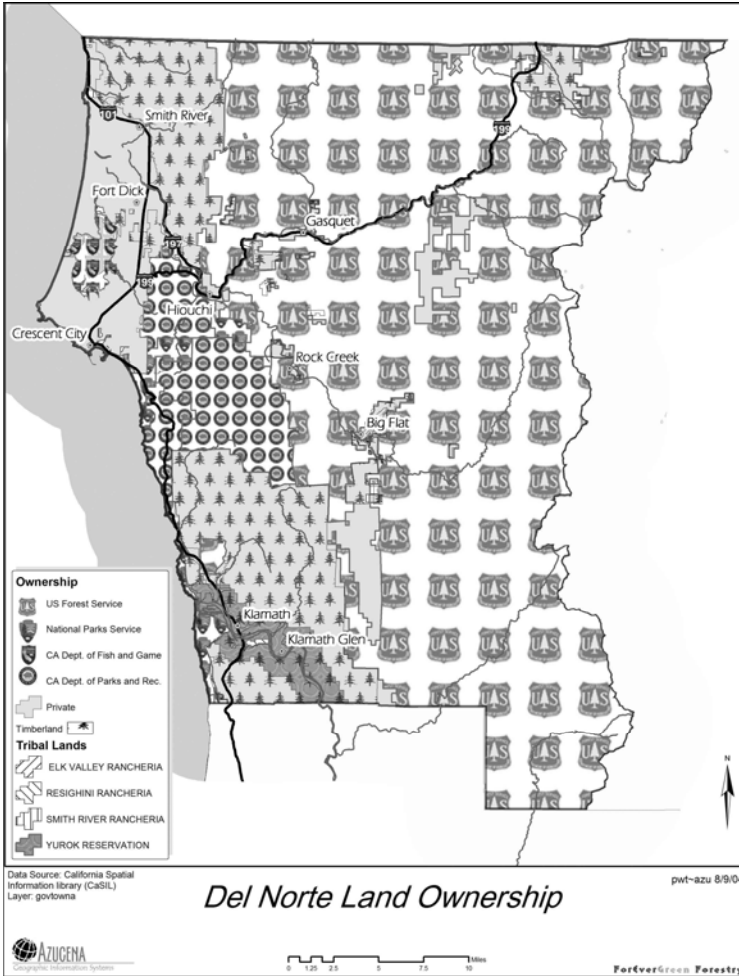 101
Smith River
199
Fort Dick
Gasquet
197
199
Hiouchi
Crescent City
Rock Creek
Big Flat
Ownership
US Forest Service
National Parks Service
CA Dept. of Fish and Game
CA Dept. of Parks and Rec.
Private
Timberland
Tribal Lands
ELK VALLEY RANCHERIA
RESIGHINI RANCHERIA
SMITH RIVER RANCHERIA
YUROK RESERVATION
Klamath
Klamath Glen
N
Data Source: California Spatial
Information library (CaSIL)
Layer: govtowna
Del Norte Land Ownership
pwt~azu 8/9/04
AZUCENA
Geographic Information Systems
Miles
0 1.25 2.5 5 7.5 10
ForEverGreen Forestry